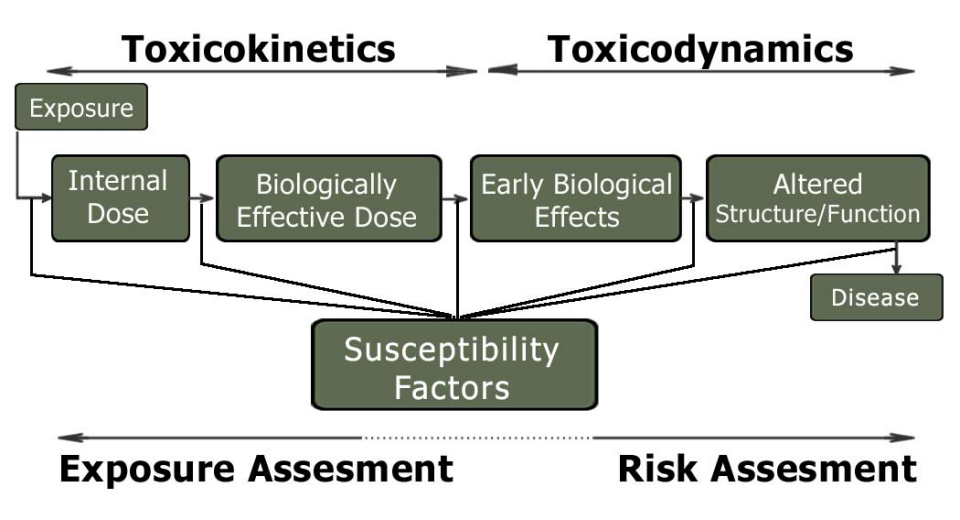 Toxicokinetics
Toxicodynamics
Exposure
Internal
Dose
Biologically
Effective Dose
Early Biological
Effects
Altered
Structure/Function
Disease
Susceptibility
Factors
Exposure Assesment
Risk Assesment